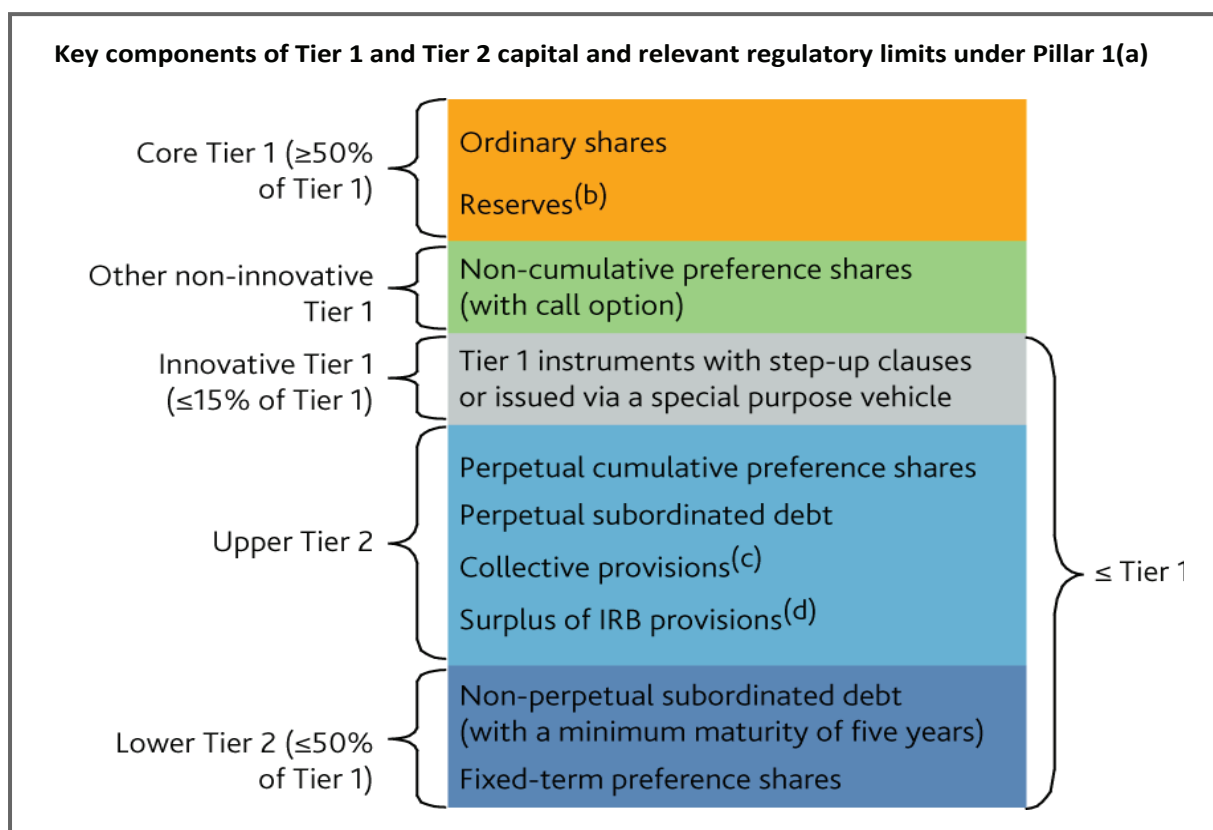 Key components of Tier 1 and Tier 2 capital and relevant regulatory limits under Pillar 1(a)
Core Tier 1 (≥50%
of Tier 1)
Ordinary shares
Reserves(b)
Other non-innovative
Tier 1
Non-cumulative preference shares
(with call option)
Innovative Tier 1
(≤15% of Tier 1)
Tier 1 instruments with step-up clauses
or issued via a special purpose vehicle
Upper Tier 2
Perpetual cumulative preference shares
Perpetual subordinated debt
Collective provisions(c)
Surplus of IRB provisions(d)
≤ Tier 1
Lower Tier 2 (≤50%
of Tier 1)
Non-perpetual subordinated debt
(with a minimum maturity of five years)
Fixed-term preference shares